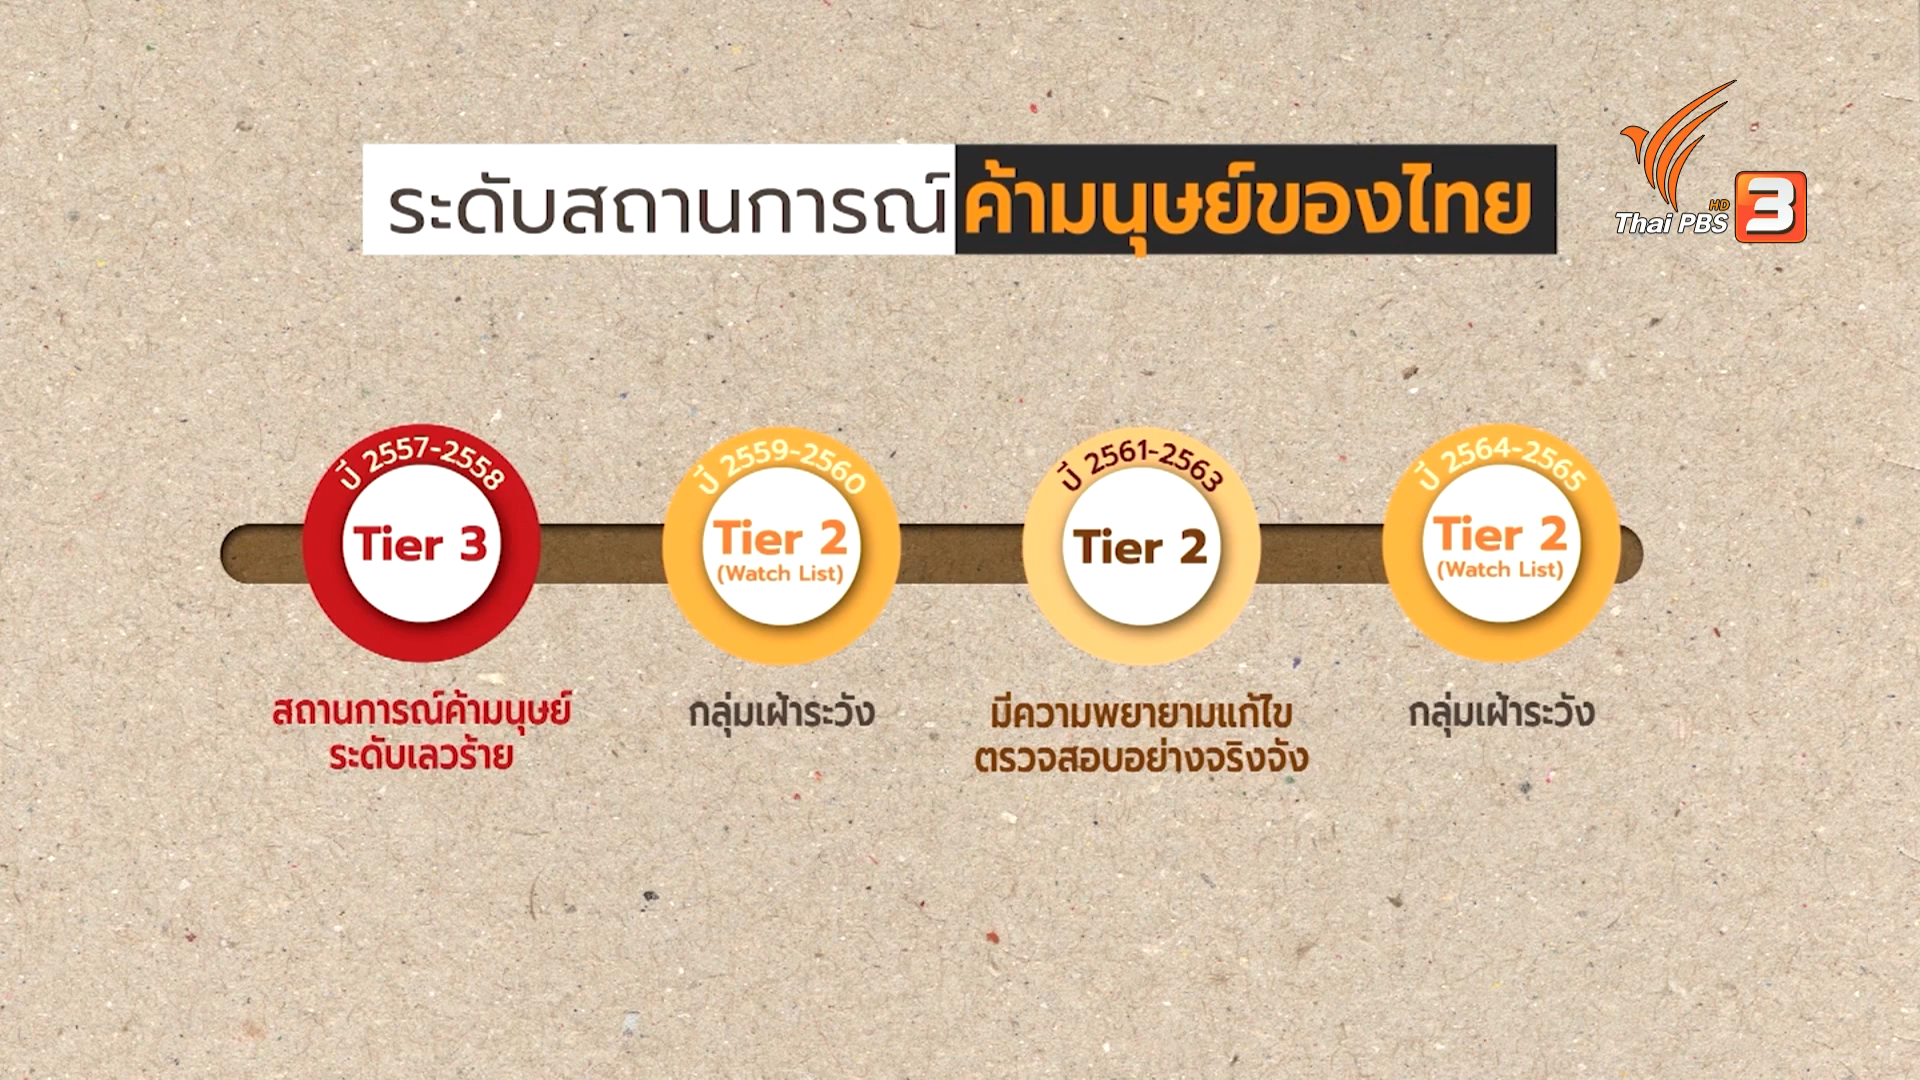 ระดับสถานการณ์ค้ามนุษย์ของไทย
Thai PBS HD 3
ปี 2557-2558
Tier 3
สถานการณ์ค้ามนุษย์
ระดับเลวร้าย
ปี 2559-2560
Tier 2
(Watch List)
กลุ่มเฝ้าระวัง
ปี 2561-2563
Tier 2
มีความพยายามแก้ไข
ตรวจสอบอย่างจริงจัง
ปี 2564-2565
Tier 2
(Watch List)
กลุ่มเฝ้าระวัง